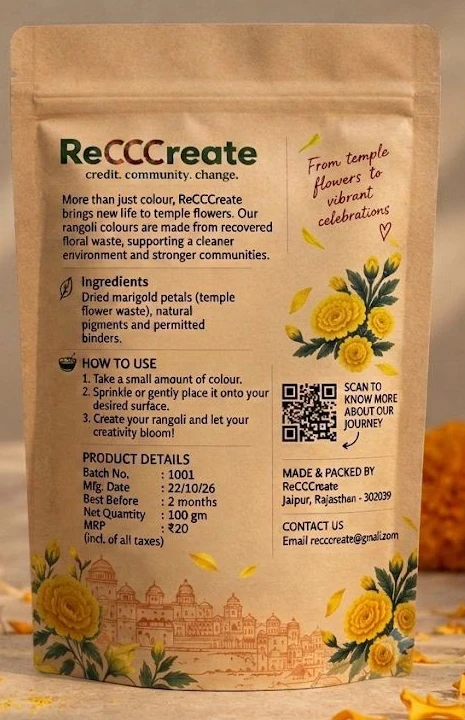 ReCCCreate
credit. community. change.
More than just colour, ReCCCreate
brings new life to temple flowers. Our
rangoli colours are made from recovered
floral waste, supporting a cleaner
environment and stronger communities.
Ingredients
Dried marigold petals (temple
flower waste), natural
pigments and permitted
binders.
HOW TO USE
1. Take a small amount of colour.
2. Sprinkle or gently place it onto your
desired surface.
3. Create your rangoli and let your
creativity bloom!
PRODUCT DETAILS
Batch No. : 1001
Mfg. Date : 22/10/26
Best Before : 2 months
Net Quantity : 100 gm
MRP : ₹20
(incl. of all taxes)
From temple
flowers to
vibrant
celebrations
SCAN TO
KNOW MORE
ABOUT OUR
JOURNEY
MADE & PACKED BY
ReCCCreate
Jaipur, Rajasthan - 302039
CONTACT US
Email recccreate@gmail.zom